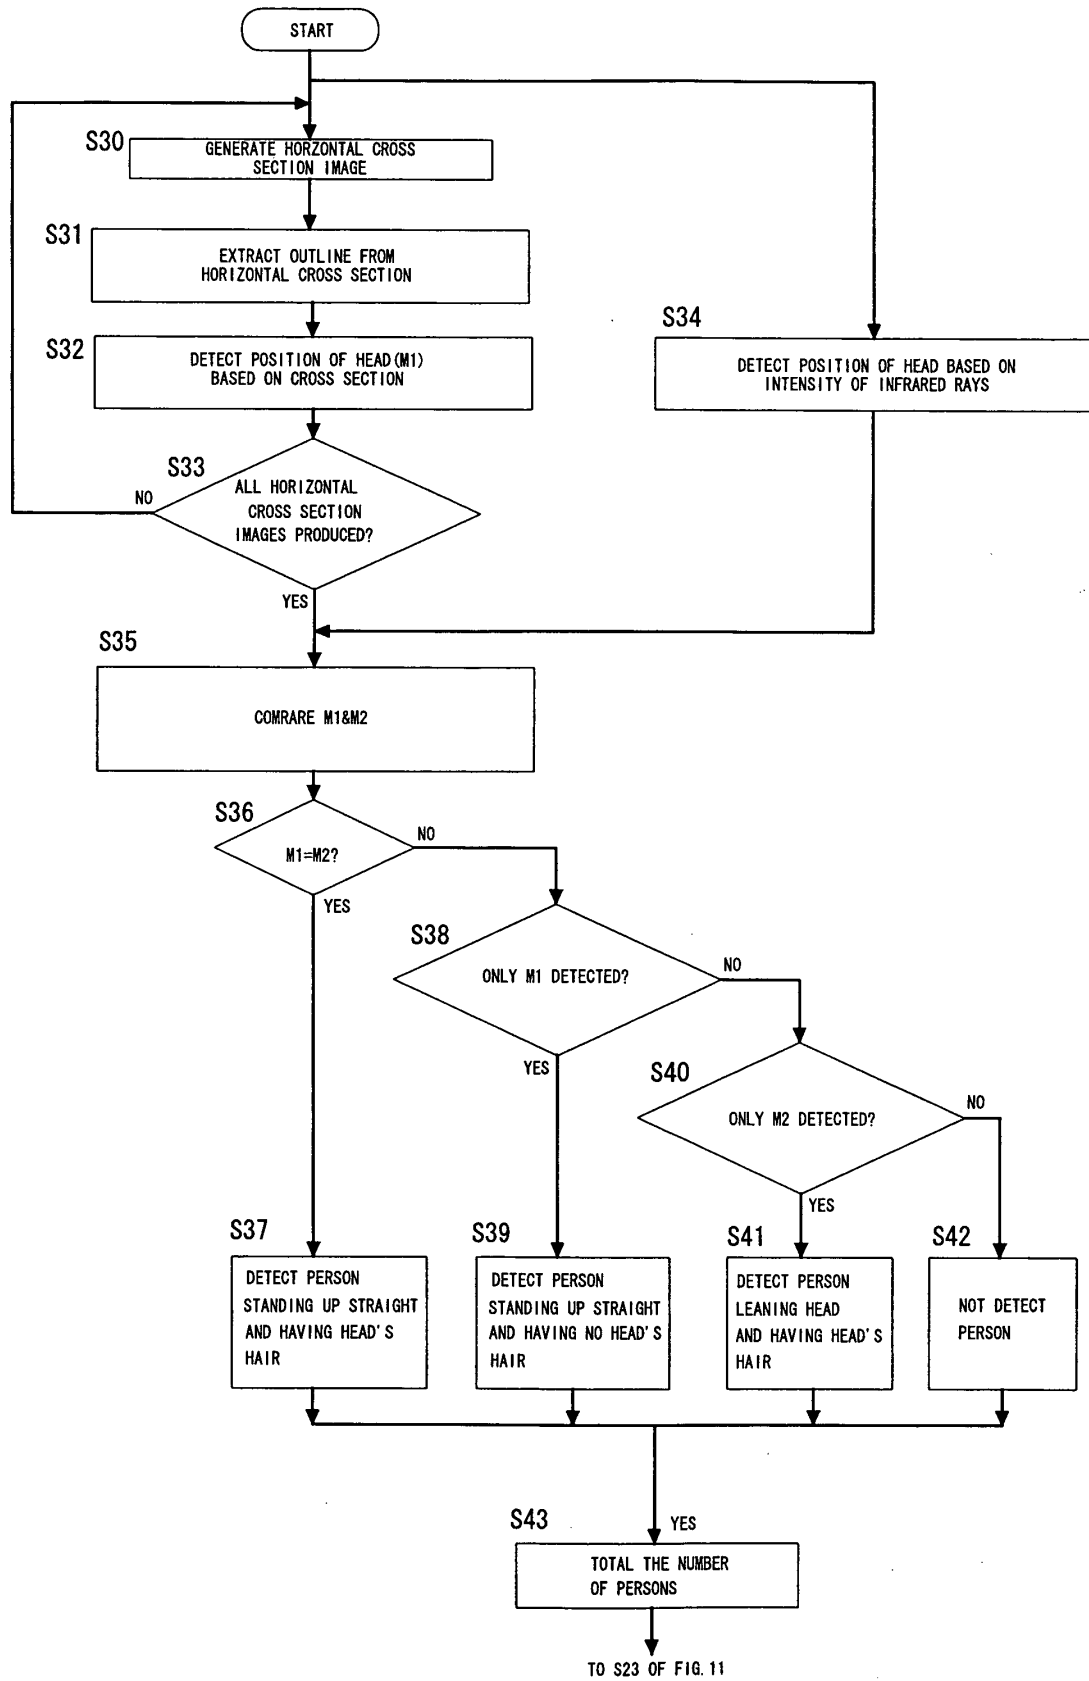 START
S30
GENERATE HORZONTAL CROSS
SECTION IMAGE
S31
EXTRACT OUTLINE FROM
HORIZONTAL CROSS SECTION
S32
DETECT POSITION OF HEAD(M1)
BASED ON CROSS SECTION
S34
DETECT POSITION OF HEAD BASED ON
INTENSITY OF INFRARED RAYS
S33
NO
ALL HORIZONTAL
CROSS SECTION
IMAGES PRODUCED?
YES
S35
COMRARE M1&M2
S36
M1=M2?
NO
YES
S38
ONLY M1 DETECTED?
NO
YES
S40
ONLY M2 DETECTED?
NO
YES
S37
DETECT PERSON
STANDING UP STRAIGHT
AND HAVING HEAD'S
HAIR
S39
DETECT PERSON
STANDING UP STRAIGHT
AND HAVING NO HEAD'S
HAIR
S41
DETECT PERSON
LEANING HEAD
AND HAVING HEAD'S
HAIR
S42
NOT DETECT
PERSON
S43
YES
TOTAL THE NUMBER
OF PERSONS
TO S23 OF FIG. 11